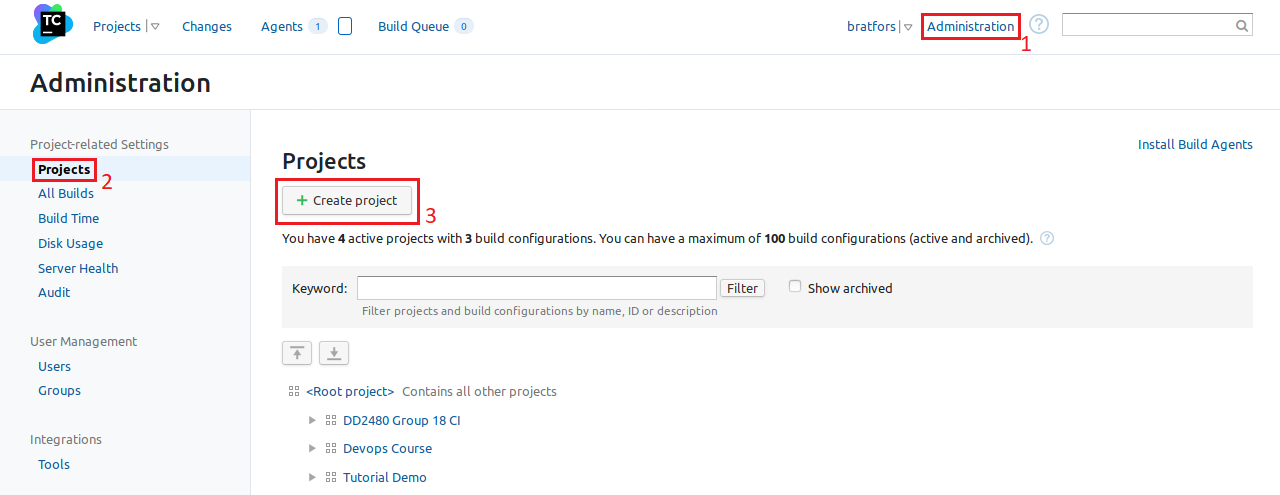 TC Projects Changes Agents 1 Build Queue 0 bratfors Administration ? 1
Administration
Project-related Settings
Projects 2
All Builds
Build Time
Disk Usage
Server Health
Audit
User Management
Users
Groups
Integrations
Tools
Install Build Agents
Projects
+ Create project 3
You have 4 active projects with 3 build configurations. You can have a maximum of 100 build configurations (active and archived). ?
Keyword: Filter Show archived
Filter projects and build configurations by name, ID or description
<Root project> Contains all other projects
DD2480 Group 18 CI
Devops Course
Tutorial Demo